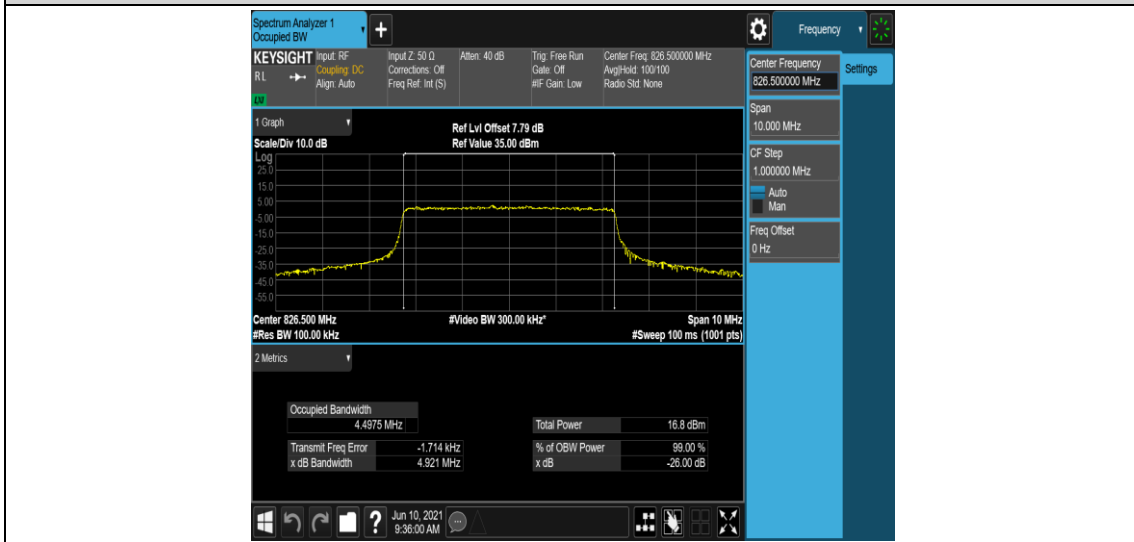 Spectrum Analyzer 1
Occupied BW
+
Frequency
KEYSIGHT Input: RF Input Z: 50 Ω Atten: 40 dB Trig: Free Run Center Freq: 826.500000 MHz
RL Coupling: DC Corrections: Off Gate: Off Avg|Hold: 100/100
Align: Auto Freq Ref: Int (S) #IF Gain: Low Radio Std: None
Center Frequency
826.500000 MHz
Settings
Span
10.000 MHz
CF Step
1.000000 MHz
Auto
Man
Freq Offset
0 Hz
1 Graph
Ref Lvl Offset 7.79 dB
Scale/Div 10.0 dB Ref Value 35.00 dBm
Log
25.0
15.0
5.00
-5.00
-15.0
-25.0
-35.0
-45.0
-55.0
Center 826.500 MHz #Video BW 300.00 kHz* Span 10 MHz
#Res BW 100.00 kHz #Sweep 100 ms (1001 pts)
2 Metrics
Occupied Bandwidth
4.4975 MHz
Total Power 16.8 dBm
Transmit Freq Error -1.714 kHz % of OBW Power 99.00 %
x dB Bandwidth 4.921 MHz x dB -26.00 dB
? Jun 10, 2021
9:36:00 AM